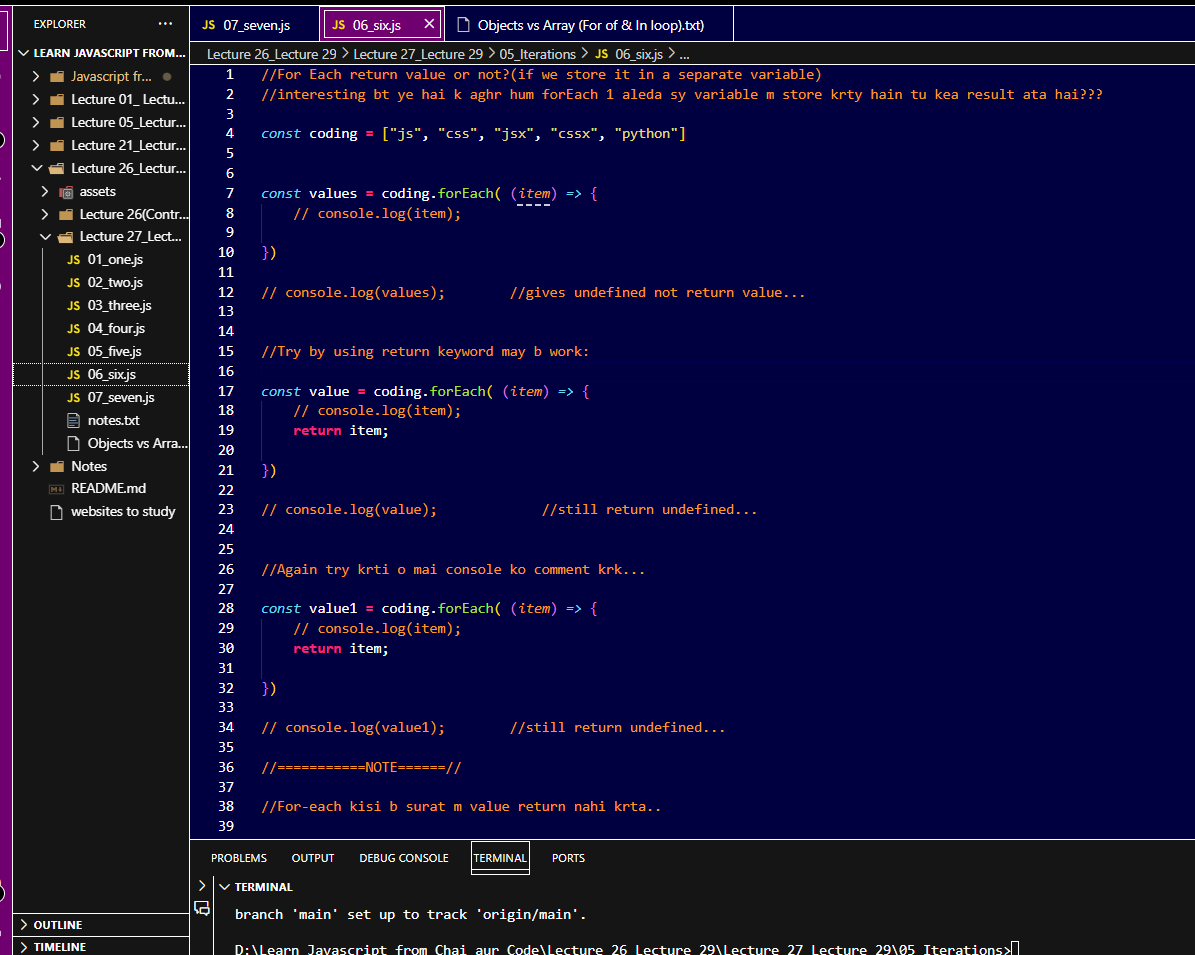 EXPLORER ...
LEARN JAVASCRIPT FROM...
Javascript fr...
Lecture 01_ Lectu...
Lecture 05_Lectur...
Lecture 21_Lectur...
Lecture 26_Lectur...
assets
Lecture 26(Contr...
Lecture 27_Lect...
JS 01_one.js
JS 02_two.js
JS 03_three.js
JS 04_four.js
JS 05_five.js
JS 06_six.js
JS 07_seven.js
notes.txt
Objects vs Arra...
Notes
README.md
websites to study
OUTLINE
TIMELINE
JS 07_seven.js JS 06_six.js × Objects vs Array (For of & In loop).txt)
Lecture 26_Lecture 29 > Lecture 27_Lecture 29 > 05_Iterations > JS 06_six.js > ...
1 //For Each return value or not?(if we store it in a separate variable)
2 //interesting bt ye hai k aghr hum forEach 1 aleda sy variable m store krty hain tu kea result ata hai???
3
4 const coding = ["js", "css", "jsx", "cssx", "python"]
5
6
7 const values = coding.forEach( (item) => {
8 // console.log(item);
9
10 })
11
12 // console.log(values); //gives undefined not return value...
13
14
15 //Try by using return keyword may b work:
16
17 const value = coding.forEach( (item) => {
18 // console.log(item);
19 return item;
20
21 })
22
23 // console.log(value); //still return undefined...
24
25
26 //Again try krti o mai console ko comment krk...
27
28 const value1 = coding.forEach( (item) => {
29 // console.log(item);
30 return item;
31
32 })
33
34 // console.log(value1); //still return undefined...
35
36 //===========NOTE======//
37
38 //For-each kisi b surat m value return nahi krta..
39
PROBLEMS OUTPUT DEBUG CONSOLE TERMINAL PORTS
TERMINAL
branch 'main' set up to track 'origin/main'.
D:\Learn Javascript from Chai aur Code\Lecture 26_Lecture 29\Lecture 27_Lecture 29\05_Iterations>